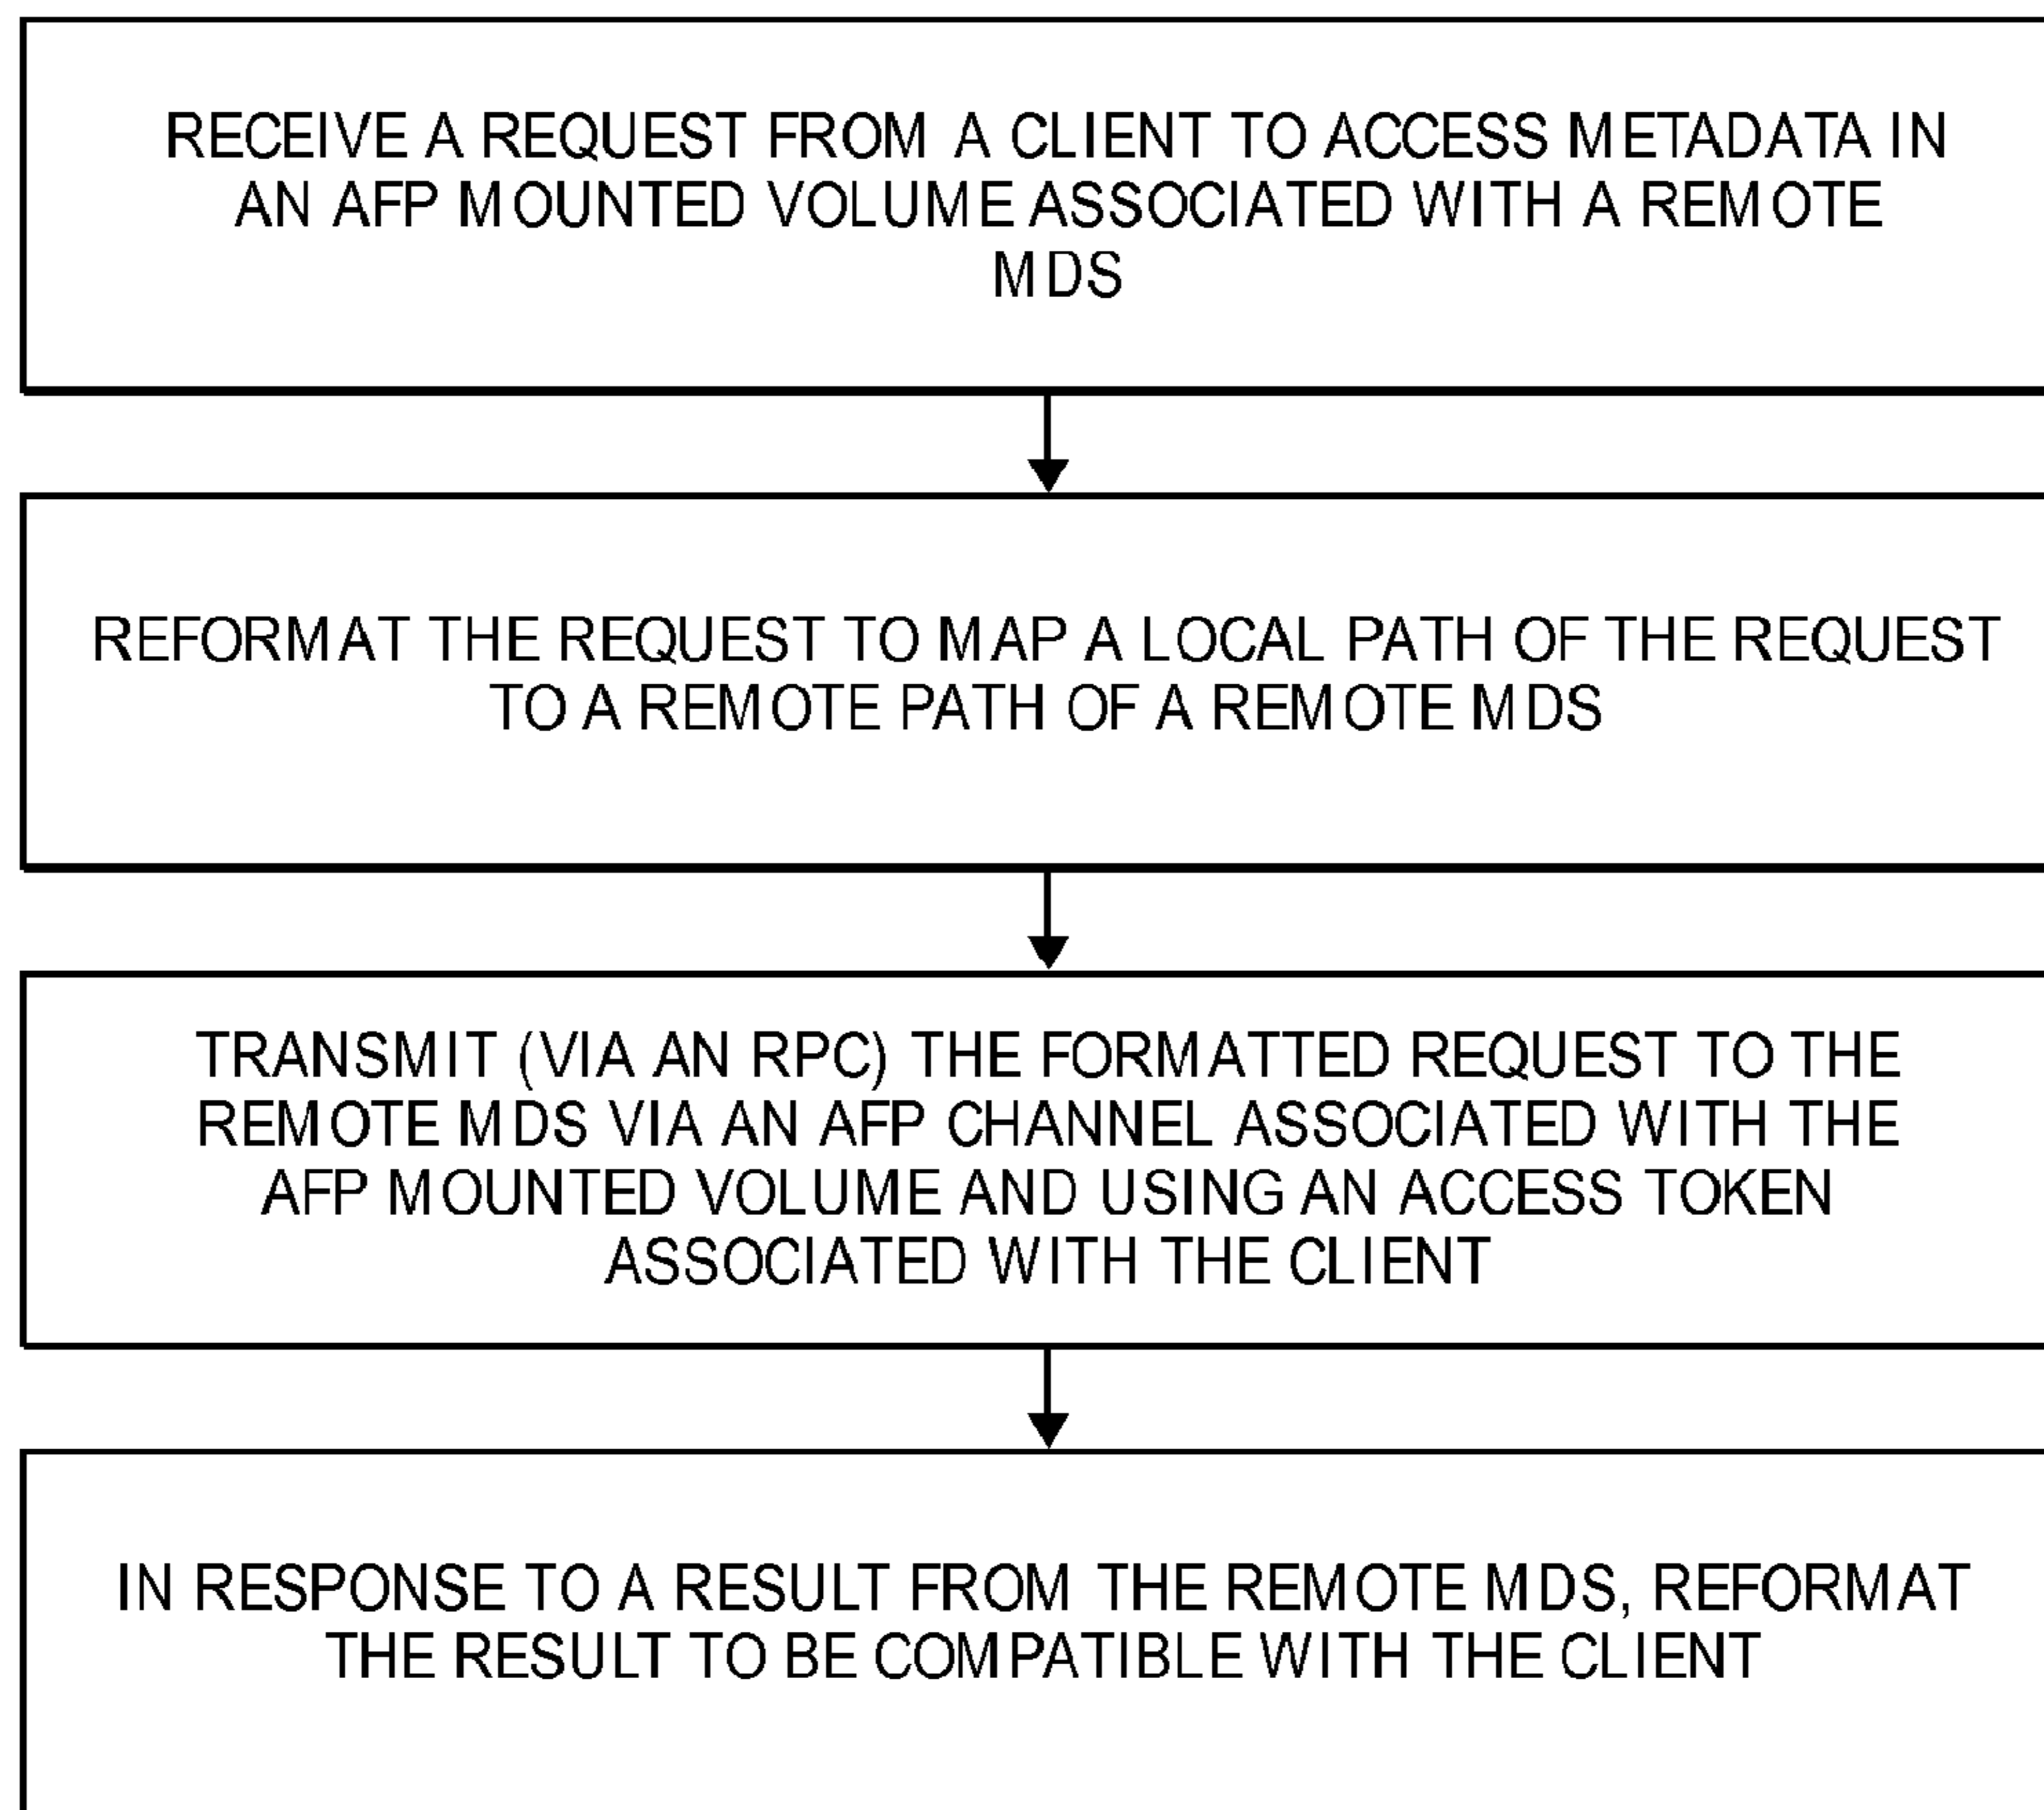 RECEIVE A REQUEST FROM A CLIENT TO ACCESS METADATA IN
AN AFP MOUNTED VOLUME ASSOCIATED WITH A REMOTE
MDS
REFORMAT THE REQUEST TO MAP A LOCAL PATH OF THE REQUEST
TO A REMOTE PATH OF A REMOTE MDS
TRANSMIT (VIA AN RPC) THE FORMATTED REQUEST TO THE
REMOTE MDS VIA AN AFP CHANNEL ASSOCIATED WITH THE
AFP MOUNTED VOLUME AND USING AN ACCESS TOKEN
ASSOCIATED WITH THE CLIENT
IN RESPONSE TO A RESULT FROM THE REMOTE MDS, REFORMAT
THE RESULT TO BE COMPATIBLE WITH THE CLIENT